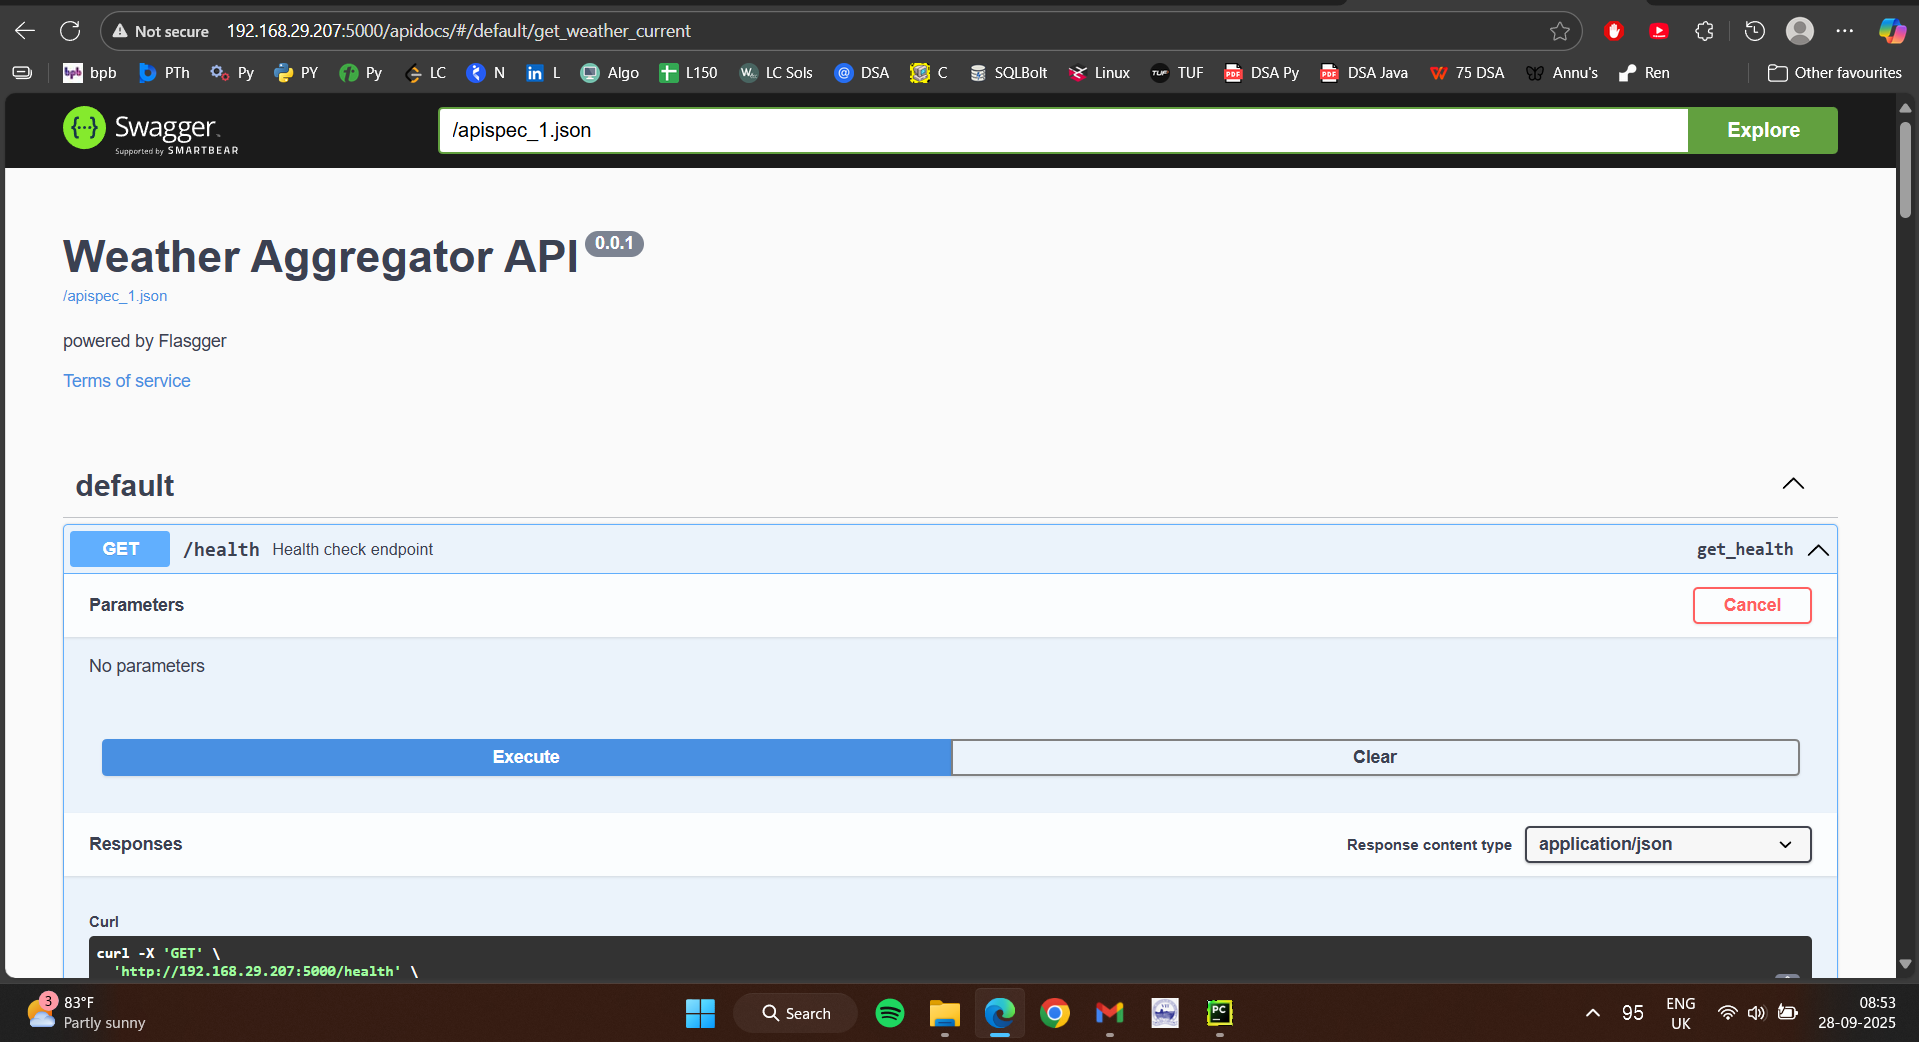 Not secure 192.168.29.207:5000/apidocs/#/default/get_weather_current
bpb PTh Py PY Py LC N L Algo L150 LC Sols DSA C SQLBolt Linux TUF DSA Py DSA Java 75 DSA Annu's Ren Other favourites
Swagger.
Supported by SMARTBEAR
/apispec_1.json
Explore
Weather Aggregator API 0.0.1
/apispec_1.json
powered by Flasgger
Terms of service
default
GET /health Health check endpoint get_health
Parameters Cancel
No parameters
Execute Clear
Responses Response content type application/json
Curl
curl -X 'GET' \
'http://192.168.29.207:5000/health' \
3 83°F
Partly sunny
Search
PC
95
ENG
UK
08:53
28-09-2025